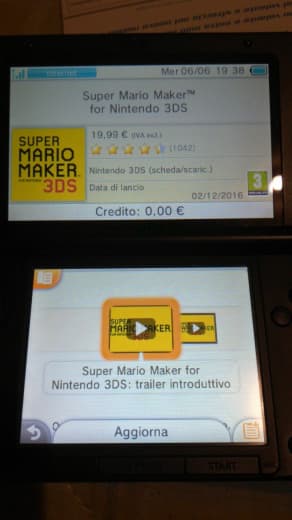 Internet
Mer 06/06 19:38
Super Mario Maker™
for Nintendo 3DS
SUPER
MARIO
MAKER™
FOR NINTENDO
3DS
19,99 € (IVA incl.)
(1042)
Nintendo 3DS (scheda/scaric.)
Data di lancio
02/12/2016
3
Credito: 0,00 €
SUPER
MARIO MAKER
3DS
Super Mario Maker for
Nintendo 3DS: trailer introduttivo
Aggiorna
START